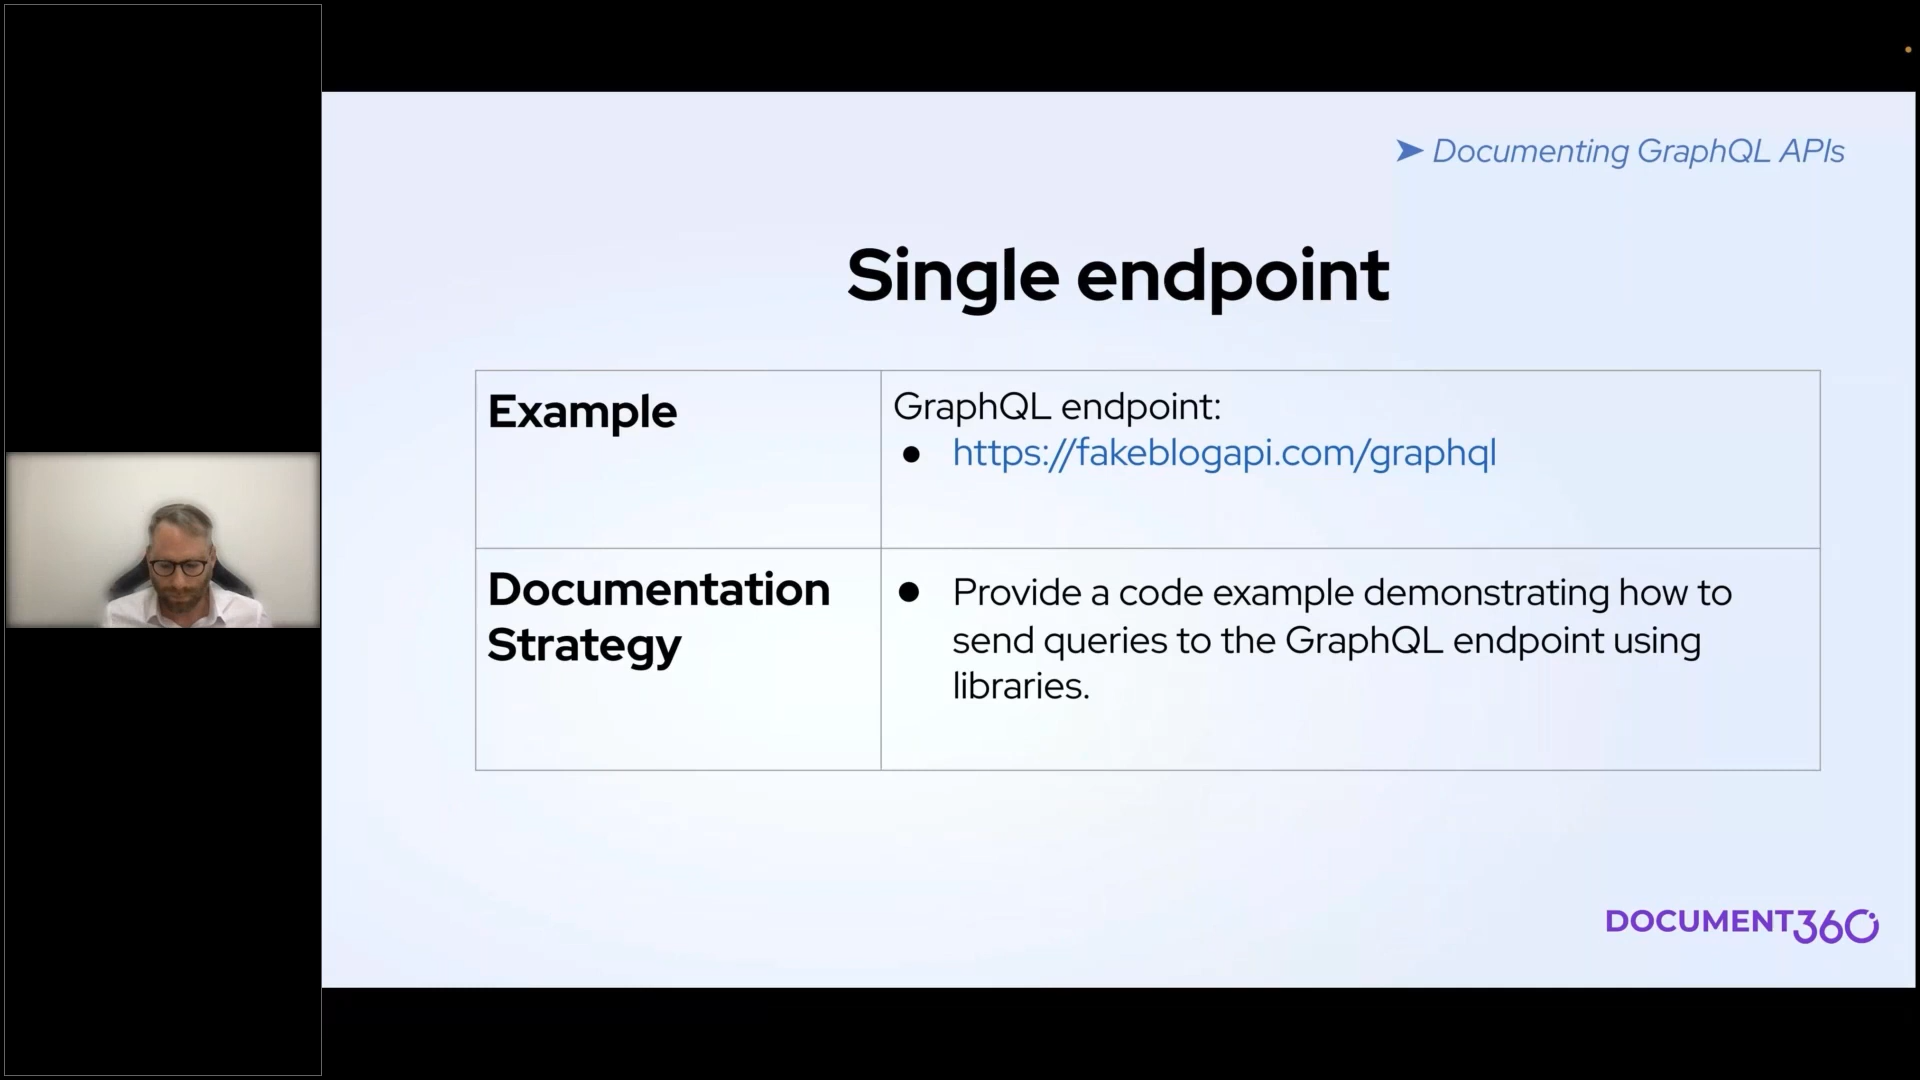 ➤ Documenting GraphQL APIs
Single endpoint
Example
GraphQL endpoint:
● https://fakeblogapi.com/graphql
Documentation
Strategy
● Provide a code example demonstrating how to
send queries to the GraphQL endpoint using
libraries.
DOCUMENT360